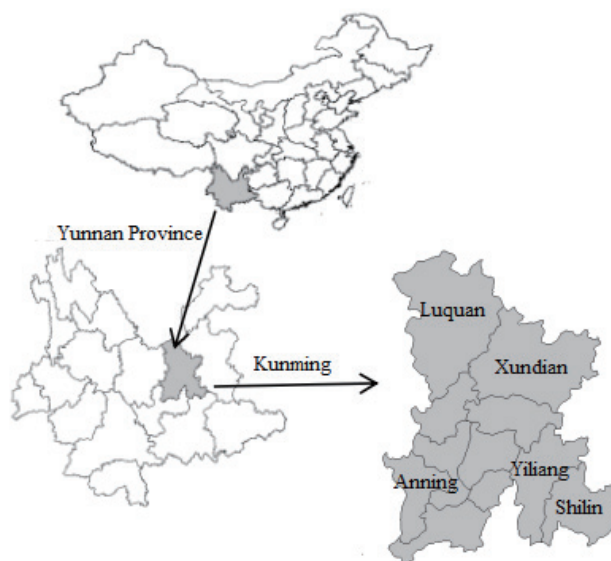 Yunnan Province
Luquan
Kunming
Xundian
Anning
Yiliang
Shilin